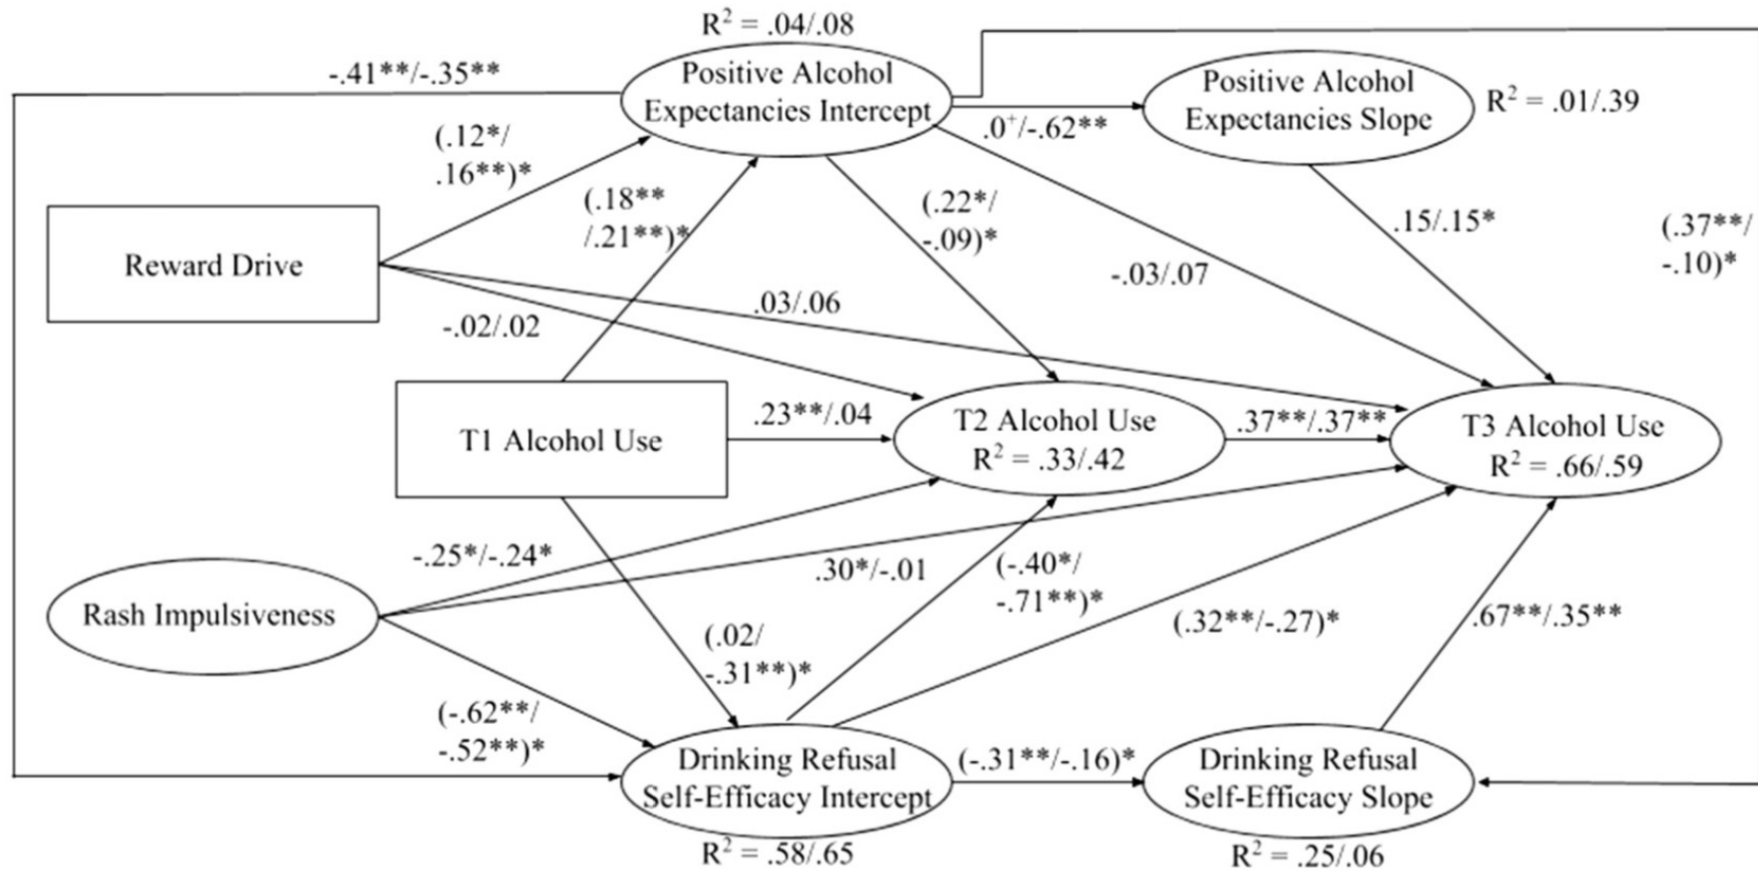 R² = .04/.08
-.41**/-.35**
Positive Alcohol
Expectancies Intercept
Positive Alcohol
Expectancies Slope
R² = .01/.39
.0⁺/-.62**
(.12*/
.16**)*
(.18**
/.21**)*
(.22*/
-.09)*
.15/.15*
(.37**/
-.10)*
Reward Drive
-.03/.07
.03/.06
-.02/.02
T1 Alcohol Use
.23**/.04
T2 Alcohol Use
R² = .33/.42
.37**/.37**
T3 Alcohol Use
R² = .66/.59
-.25*/-.24*
.30*/-.01
(-.40*/
-.71**)*
Rash Impulsiveness
(.02/
-.31**)*
(.32**/-.27)*
.67**/.35**
(-.62**/
-.52**)*
Drinking Refusal
Self-Efficacy Intercept
(-.31**/-.16)*
Drinking Refusal
Self-Efficacy Slope
R² = .58/.65
R² = .25/.06